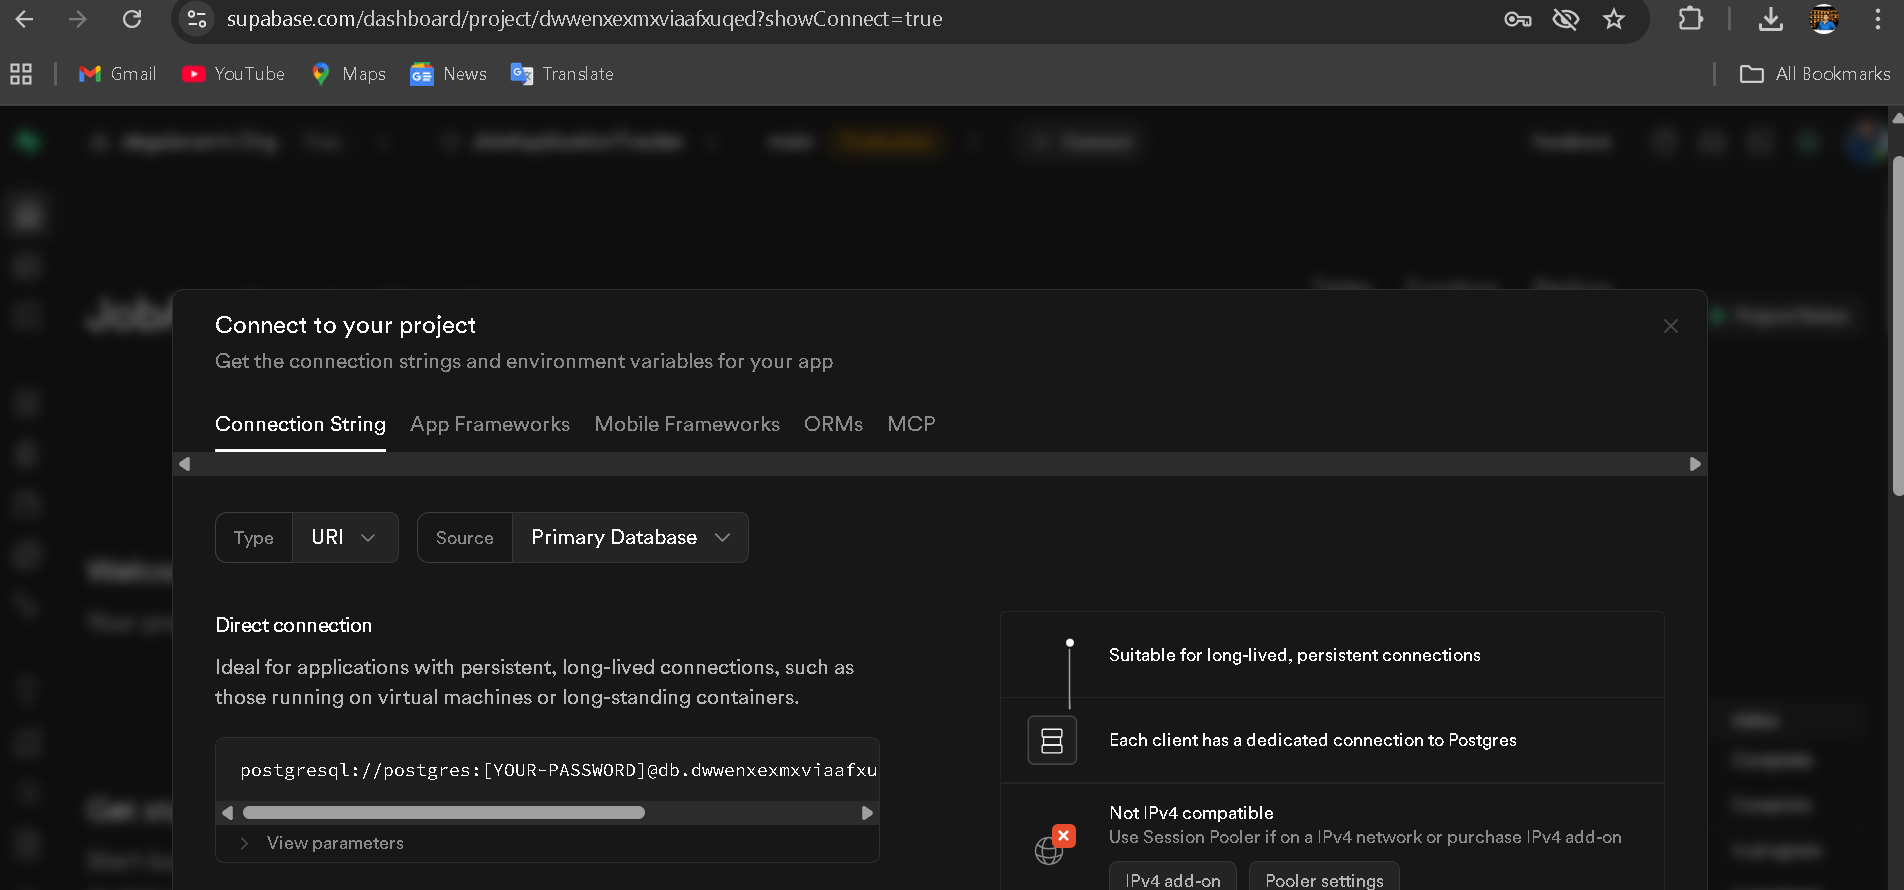 supabase.com/dashboard/project/dwwenxexmxviaafxuqed?showConnect=true
Gmail YouTube Maps News Translate All Bookmarks
Connect to your project
Get the connection strings and environment variables for your app
Connection String App Frameworks Mobile Frameworks ORMs MCP
Type URI Source Primary Database
Direct connection
Ideal for applications with persistent, long-lived connections, such as
those running on virtual machines or long-standing containers.
postgresql://postgres:[YOUR-PASSWORD]@db.dwwenxexmxviaafxu
View parameters
Suitable for long-lived, persistent connections
Each client has a dedicated connection to Postgres
Not IPv4 compatible
Use Session Pooler if on a IPv4 network or purchase IPv4 add-on
IPv4 add-on Pooler settings